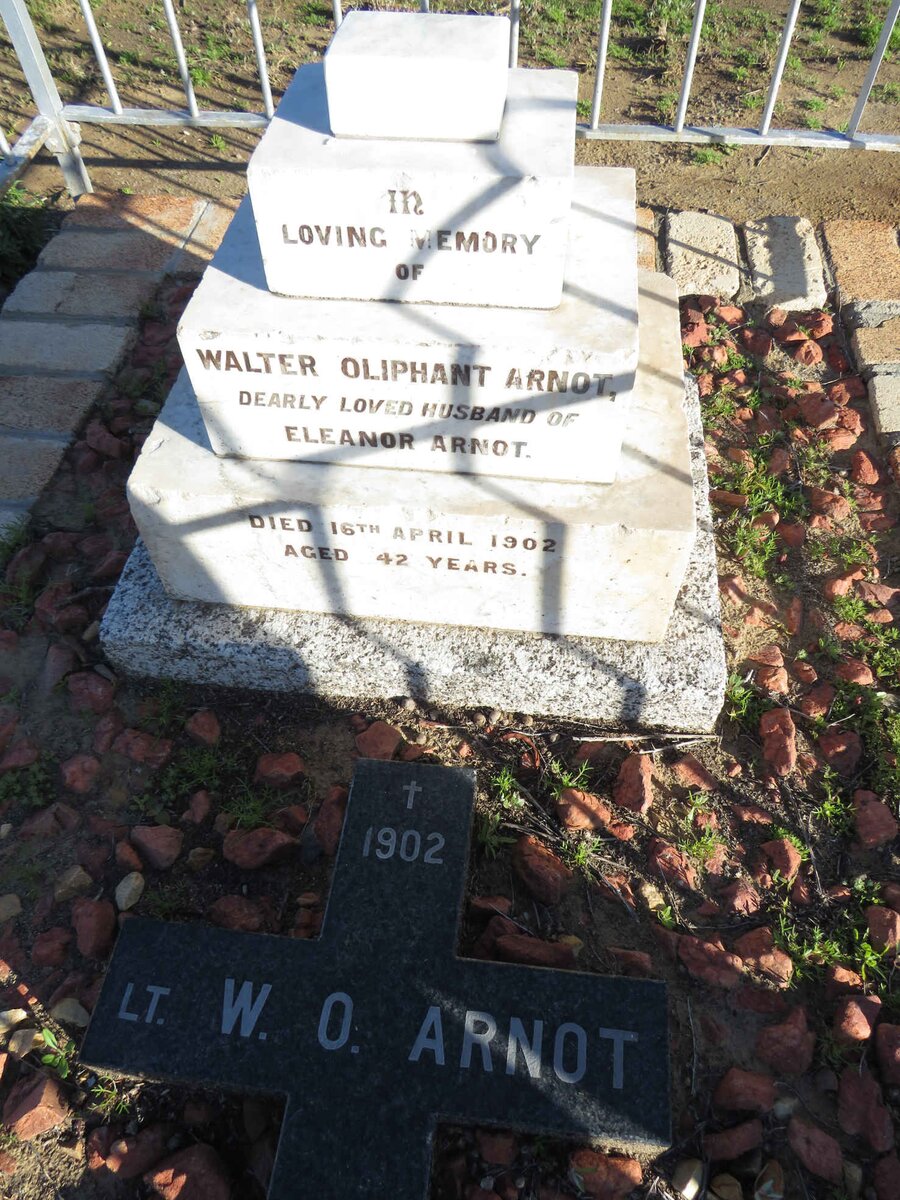 In
LOVING MEMORY
OF
WALTER OLIPHANT ARNOT,
DEARLY LOVED HUSBAND OF
ELEANOR ARNOT.
DIED 16TH APRIL 1902
AGED 42 YEARS.
1902
LT. W. O. ARNOT